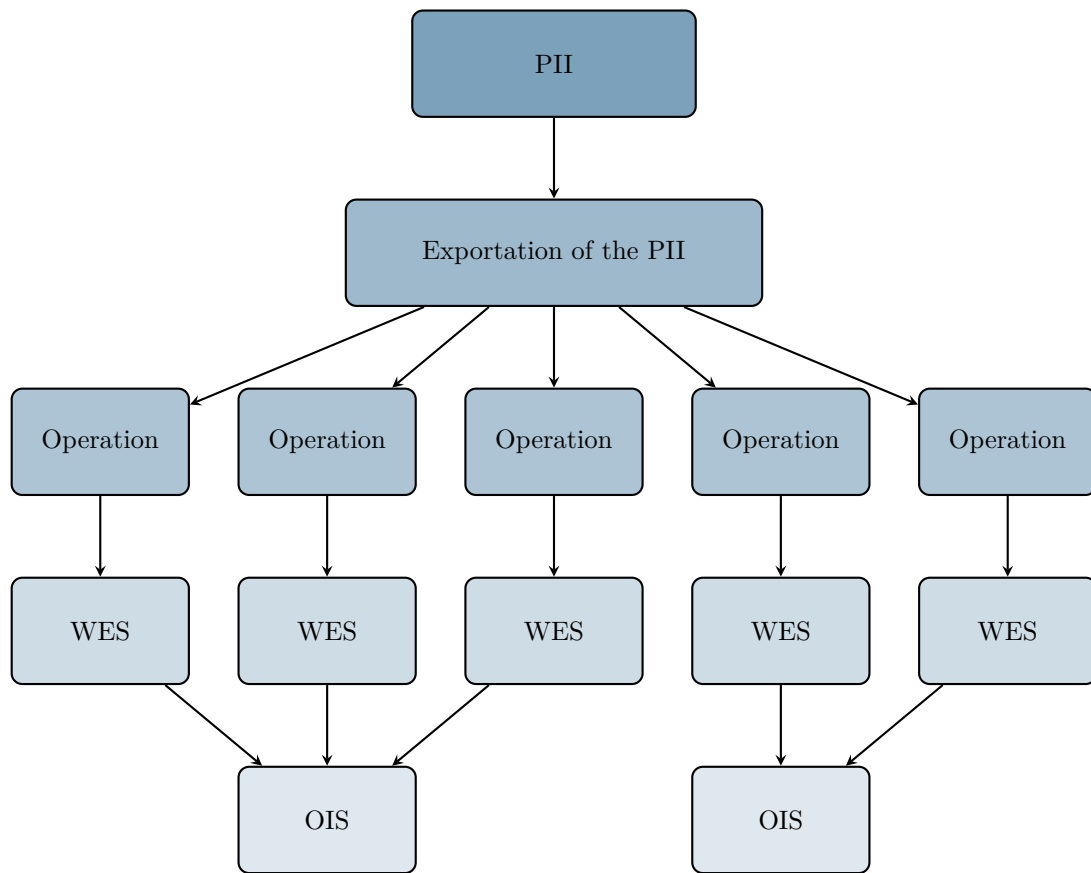 PII
Exportation of the PII
Operation
Operation
Operation
Operation
Operation
WES
WES
WES
WES
WES
OIS
OIS